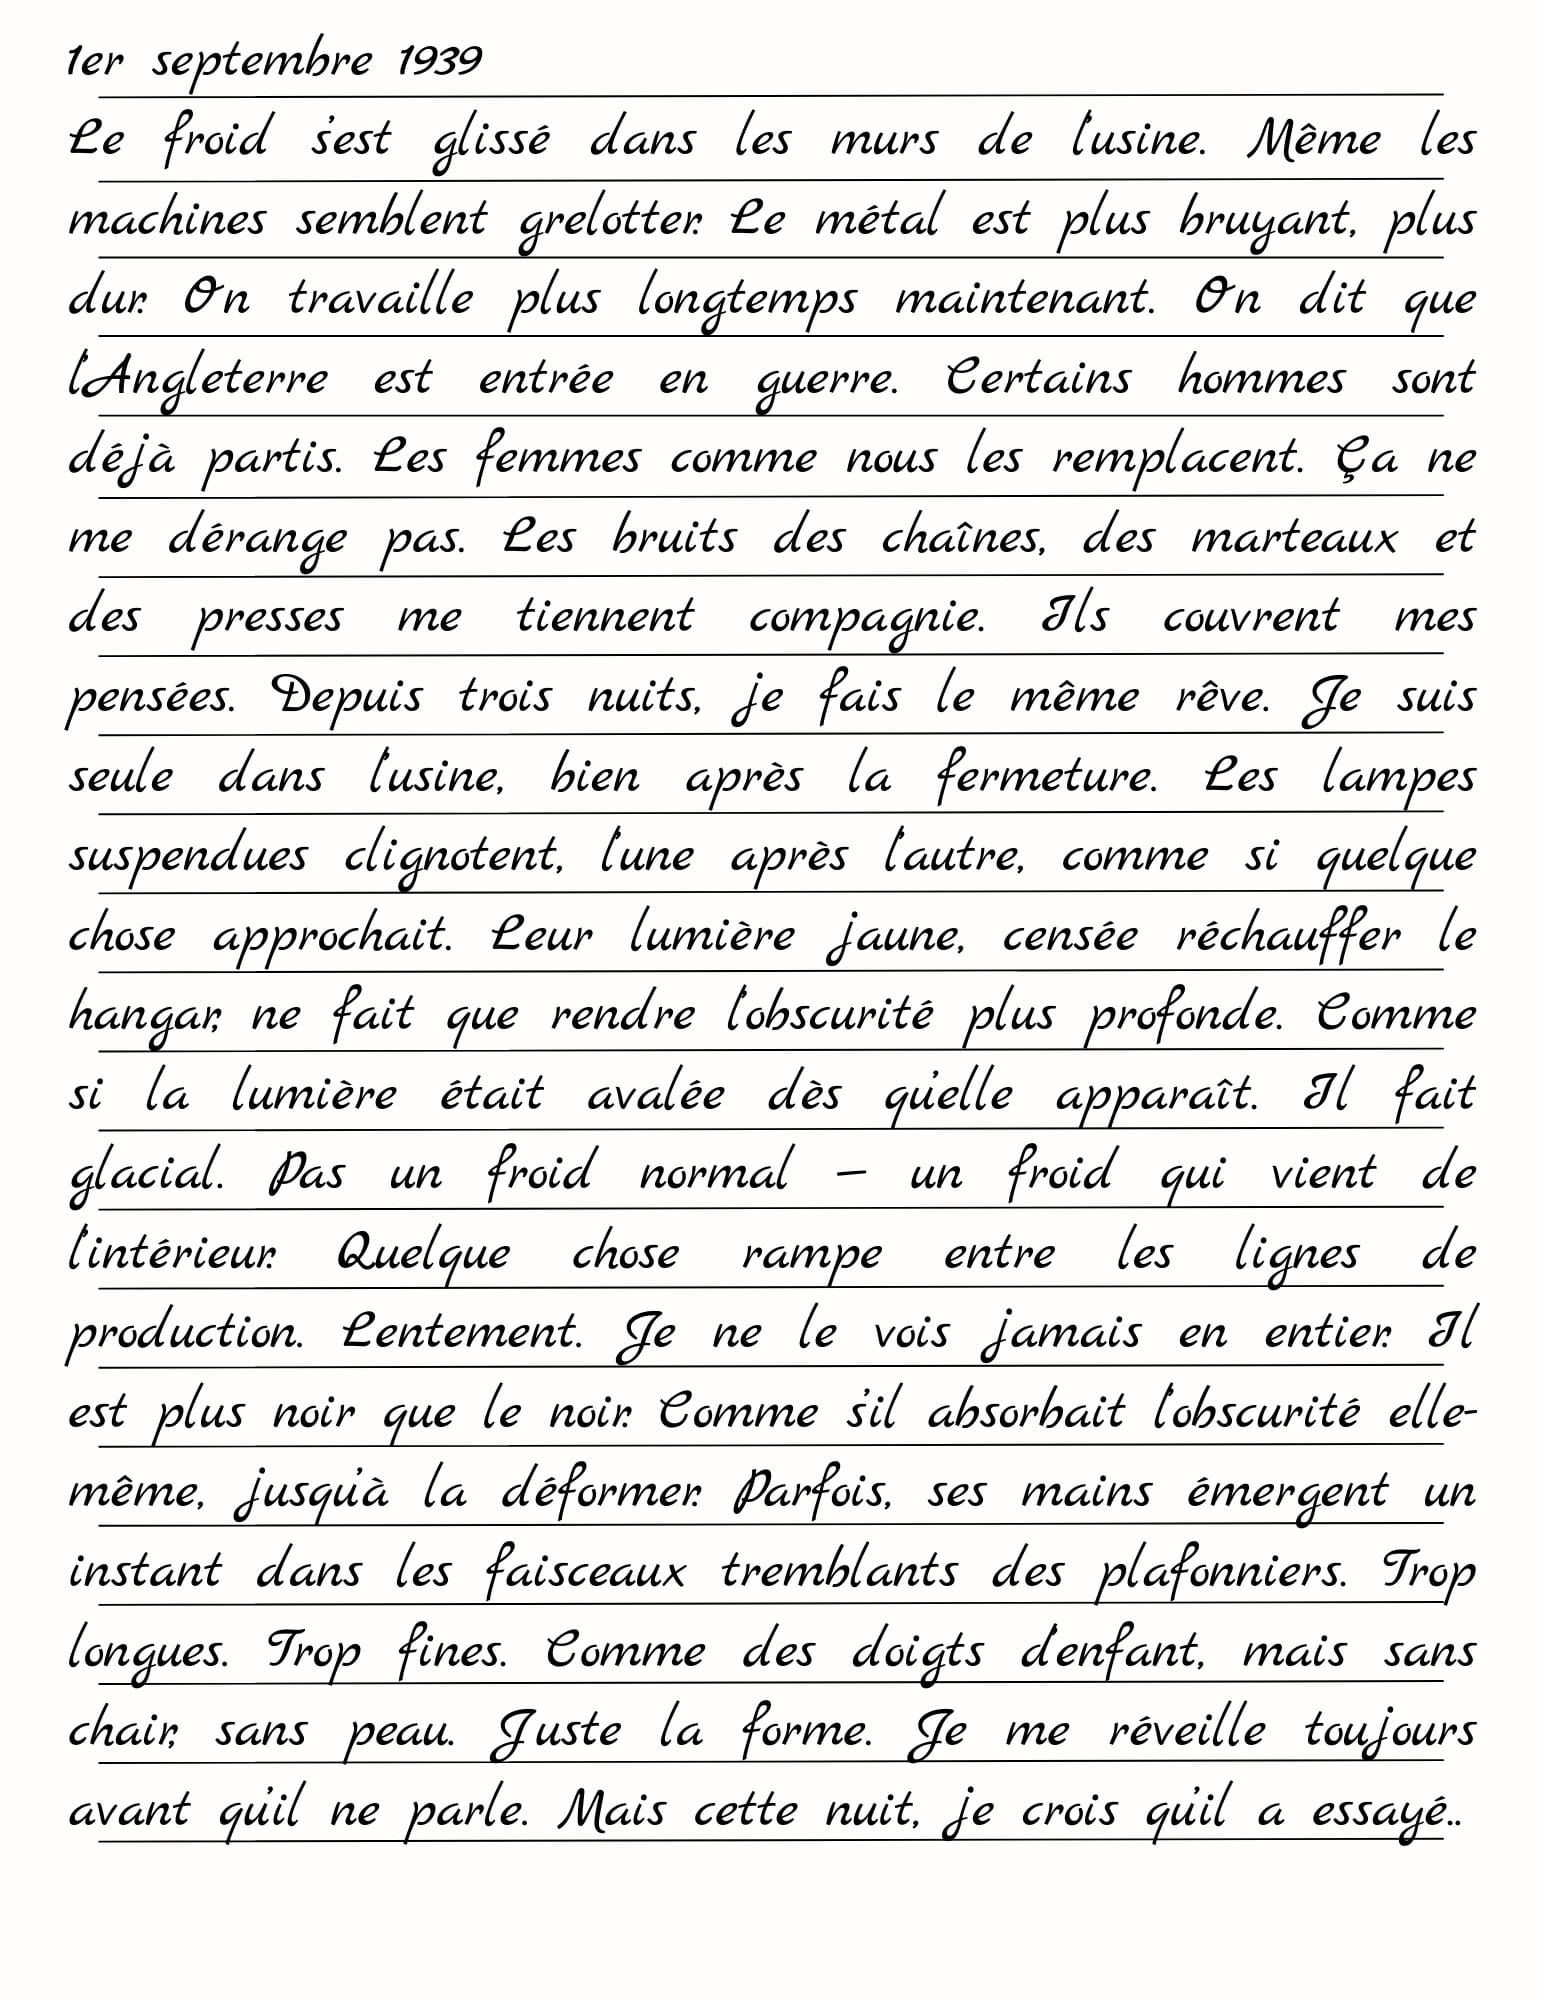 1er septembre 1939
Le froid s'est glissé dans les murs de l'usine. Même les
machines semblent grelotter. Le métal est plus bruyant, plus
dur. On travaille plus longtemps maintenant. On dit que
l'Angleterre est entrée en guerre. Certains hommes sont
déjà partis. Les femmes comme nous les remplacent. Ça ne
me dérange pas. Les bruits des chaînes, des marteaux et
des presses me tiennent compagnie. Ils couvrent mes
pensées. Depuis trois nuits, je fais le même rêve. Je suis
seule dans l'usine, bien après la fermeture. Les lampes
suspendues clignotent, l'une après l'autre, comme si quelque
chose approchait. Leur lumière jaune, censée réchauffer le
hangar, ne fait que rendre l'obscurité plus profonde. Comme
si la lumière était avalée dès qu'elle apparaît. Il fait
glacial. Pas un froid normal – un froid qui vient de
l'intérieur. Quelque chose rampe entre les lignes de
production. Lentement. Je ne le vois jamais en entier. Il
est plus noir que le noir. Comme s'il absorbait l'obscurité elle-
même, jusqu'à la déformer. Parfois, ses mains émergent un
instant dans les faisceaux tremblants des plafonniers. Trop
longues. Trop fines. Comme des doigts d'enfant, mais sans
chair, sans peau. Juste la forme. Je me réveille toujours
avant qu'il ne parle. Mais cette nuit, je crois qu'il a essayé..